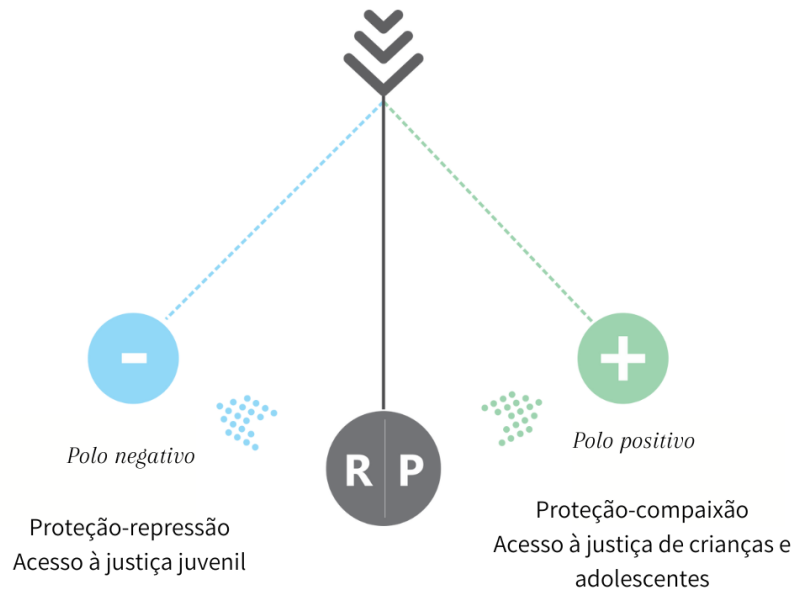 -
+
R P
Polo negativo
Polo positivo
Proteção-repressão
Acesso à justiça juvenil
Proteção-compaixão
Acesso à justiça de crianças e
adolescentes